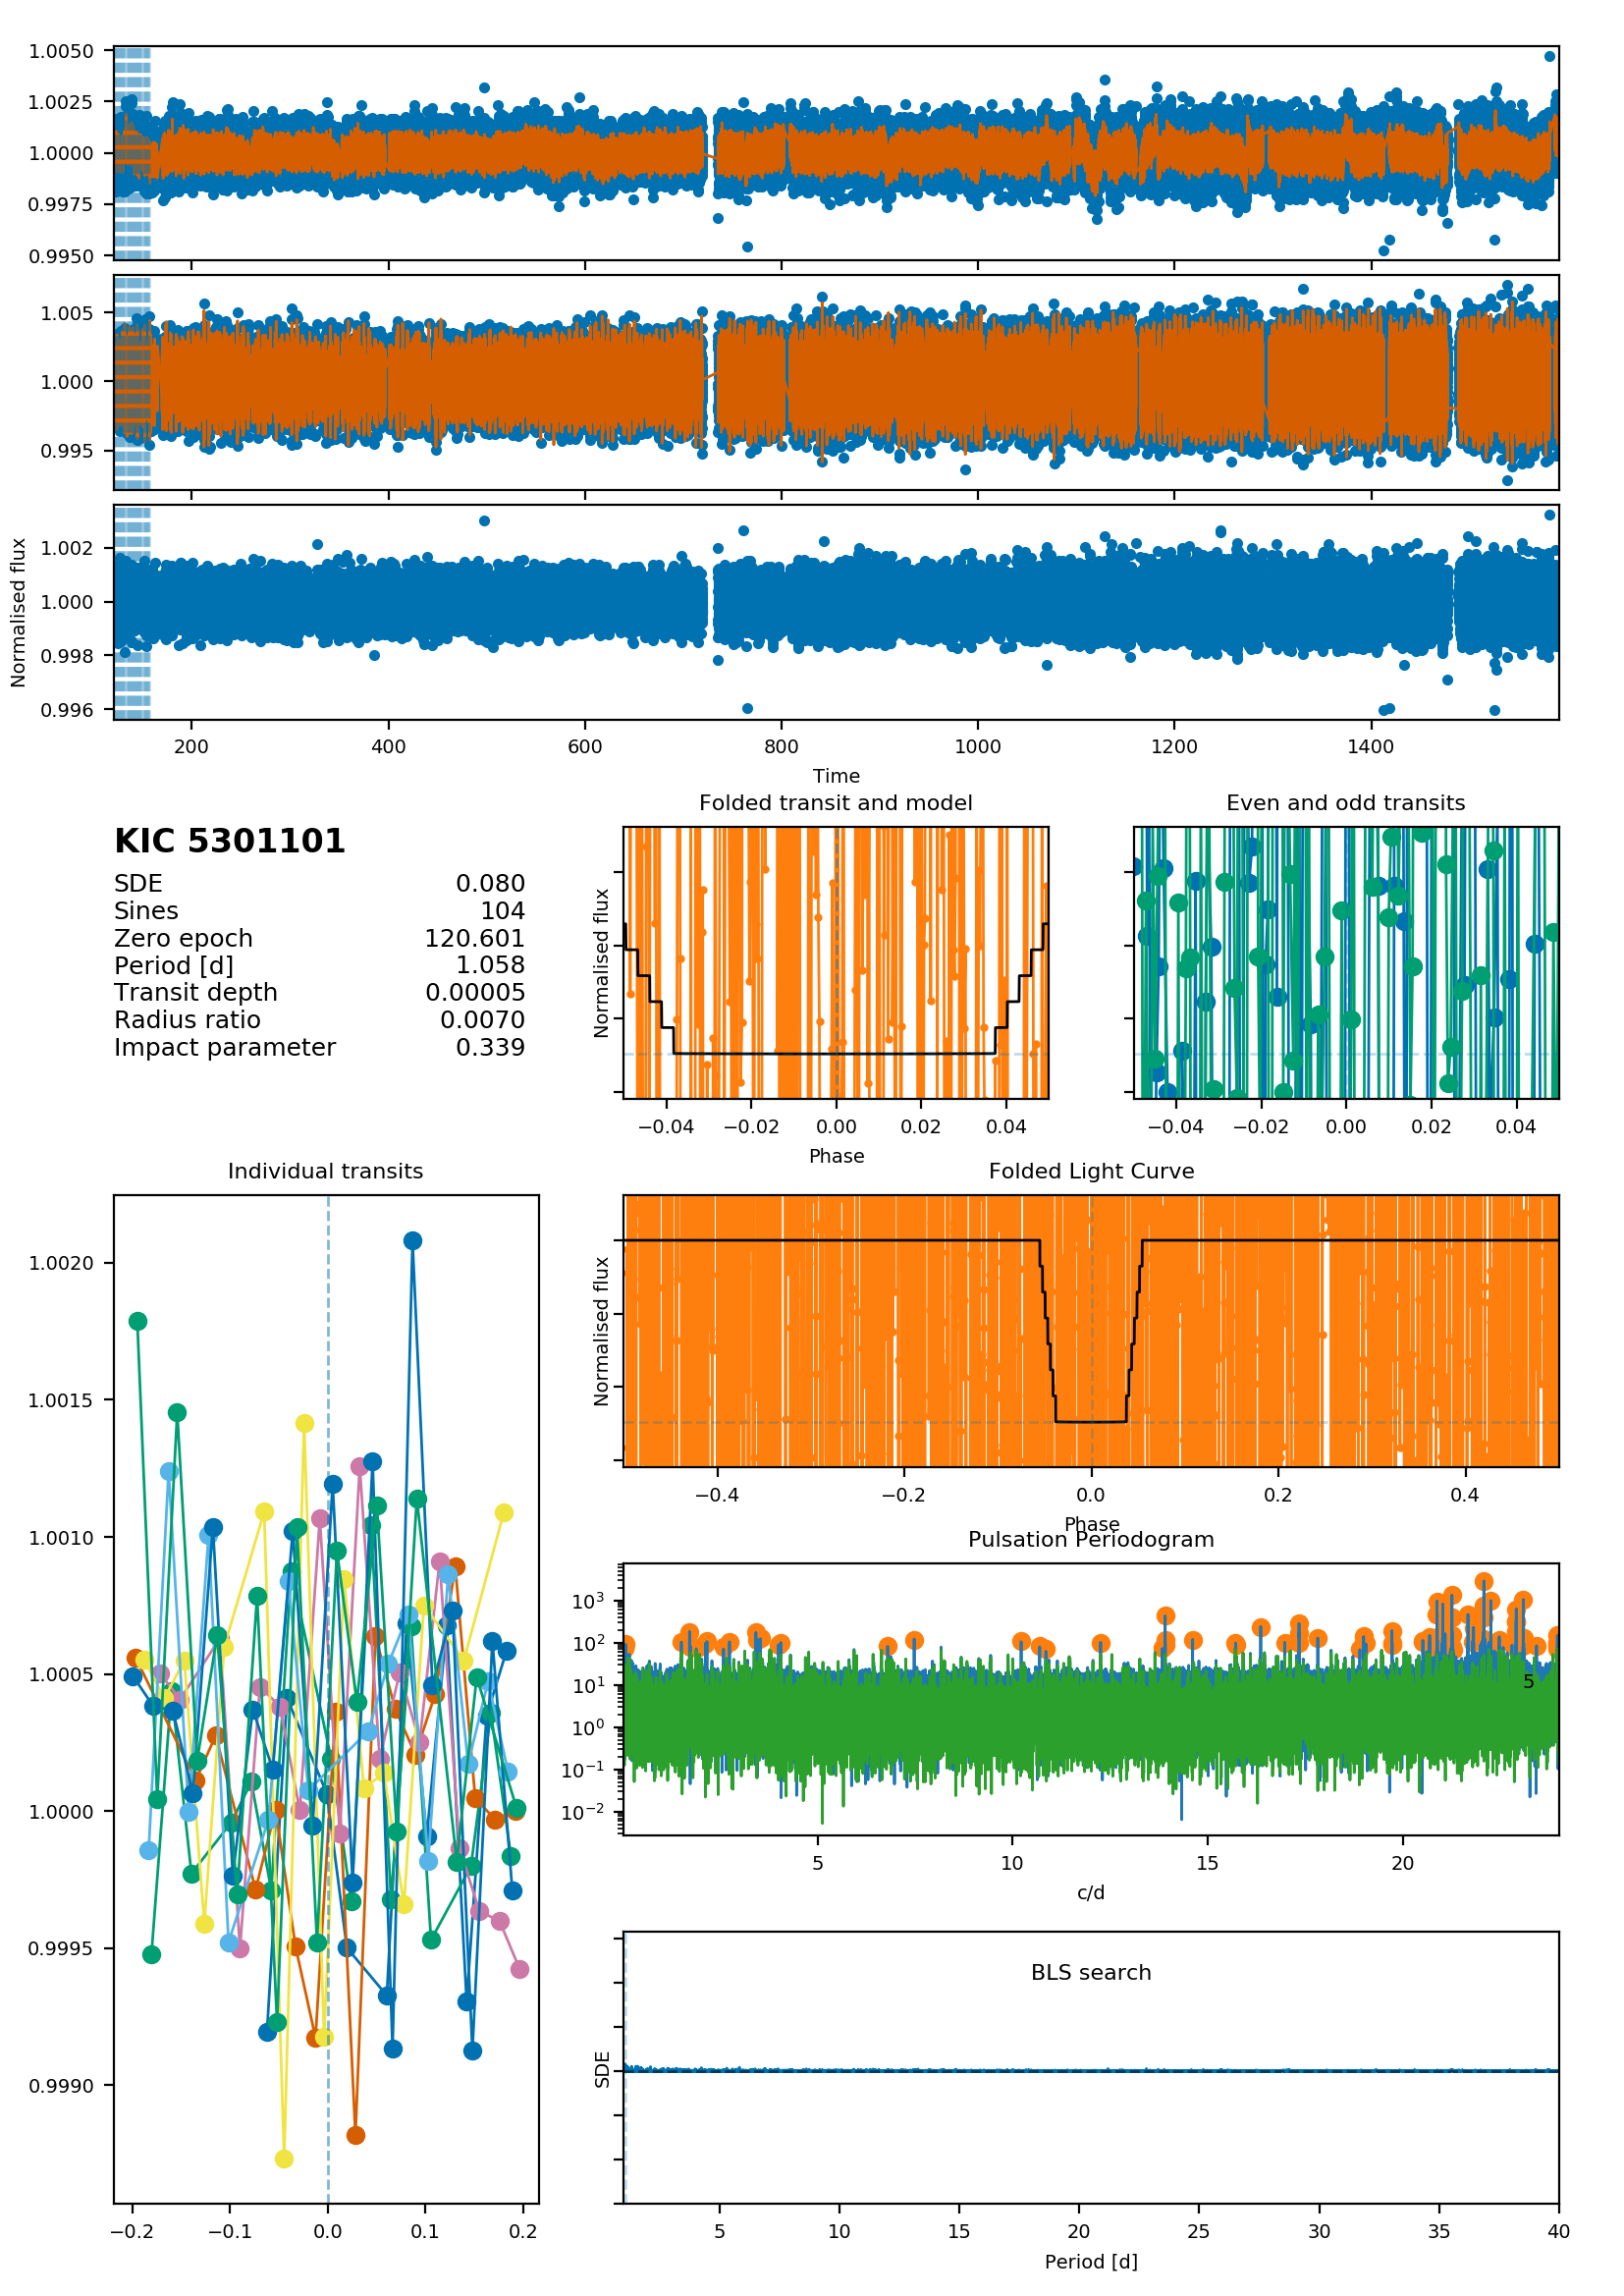 1.0050
1.0025
1.0000
0.9975
0.9950
1.005
1.000
0.995
1.002
1.000
0.998
0.996
Normalised flux
200 400 600 800 1000 1200 1400
Time
KIC 5301101
SDE 0.080
Sines 104
Zero epoch 120.601
Period [d] 1.058
Transit depth 0.00005
Radius ratio 0.0070
Impact parameter 0.339
Folded transit and model
Normalised flux
−0.04 −0.02 0.00 0.02 0.04
Phase
Even and odd transits
−0.04 −0.02 0.00 0.02 0.04
Individual transits
1.0020
1.0015
1.0010
1.0005
1.0000
0.9995
0.9990
−0.2 −0.1 0.0 0.1 0.2
Folded Light Curve
Normalised flux
−0.4 −0.2 0.0 0.2 0.4
Phase
Pulsation Periodogram
10³
10²
10¹
10⁰
10⁻¹
10⁻²
5
5 10 15 20
c/d
BLS search
SDE
5 10 15 20 25 30 35 40
Period [d]